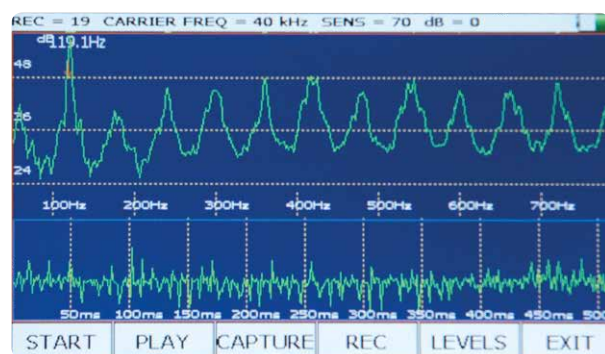 REC = 19 CARRIER FREQ = 40 kHz SENS = 70 dB = 0
dB 119.1Hz
48
36
24
100Hz 200Hz 300Hz 400Hz 500Hz 600Hz 700Hz
50ms 100ms 150ms 200ms 250ms 300ms 350ms 400ms 450ms 500
START PLAY CAPTURE REC LEVELS EXIT